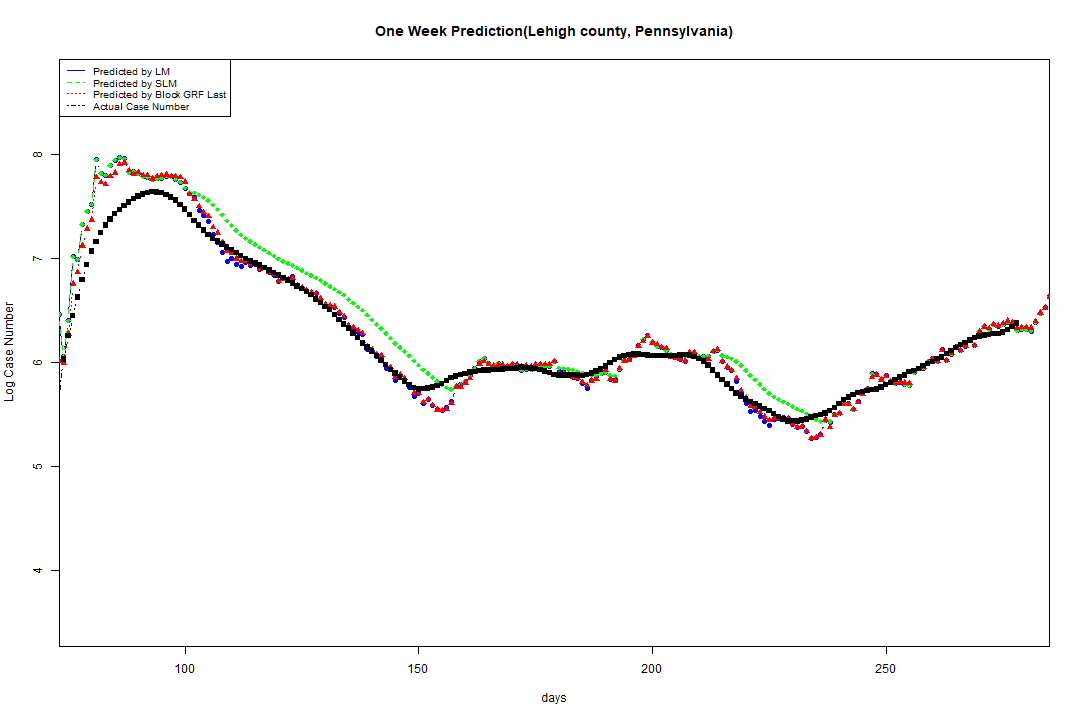 One Week Prediction(Lehigh county, Pennsylvania)
Predicted by LM
Predicted by SLM
Predicted by Block GRF Last
Actual Case Number
8
7
6
5
4
Log Case Number
100
150
200
250
days